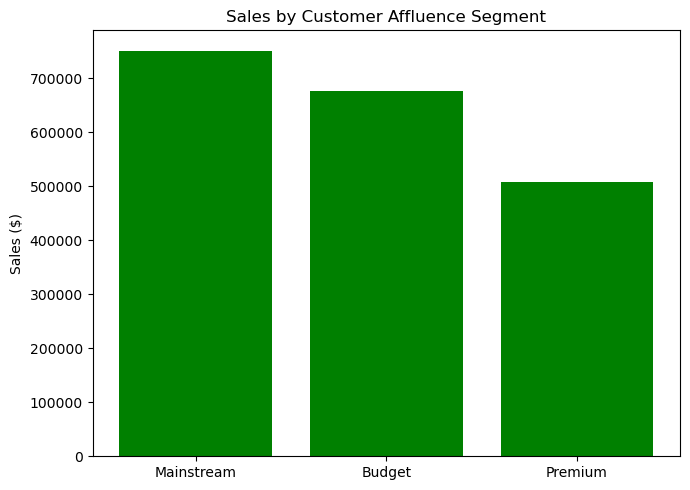 Sales by Customer Affluence Segment
Sales ($)
700000
600000
500000
400000
300000
200000
100000
0
Mainstream
Budget
Premium